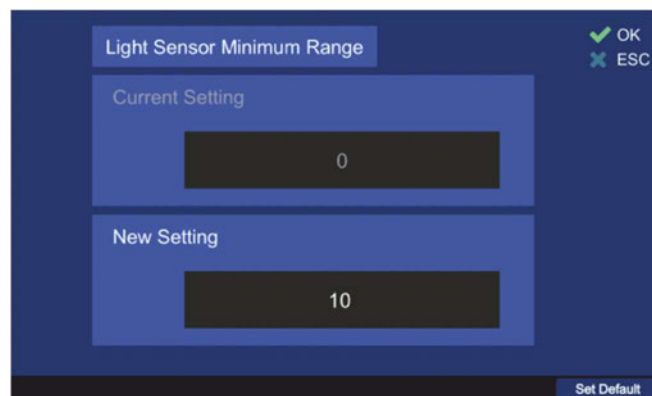 Light Sensor Minimum Range
OK
ESC
Current Setting
0
New Setting
10
Set Default